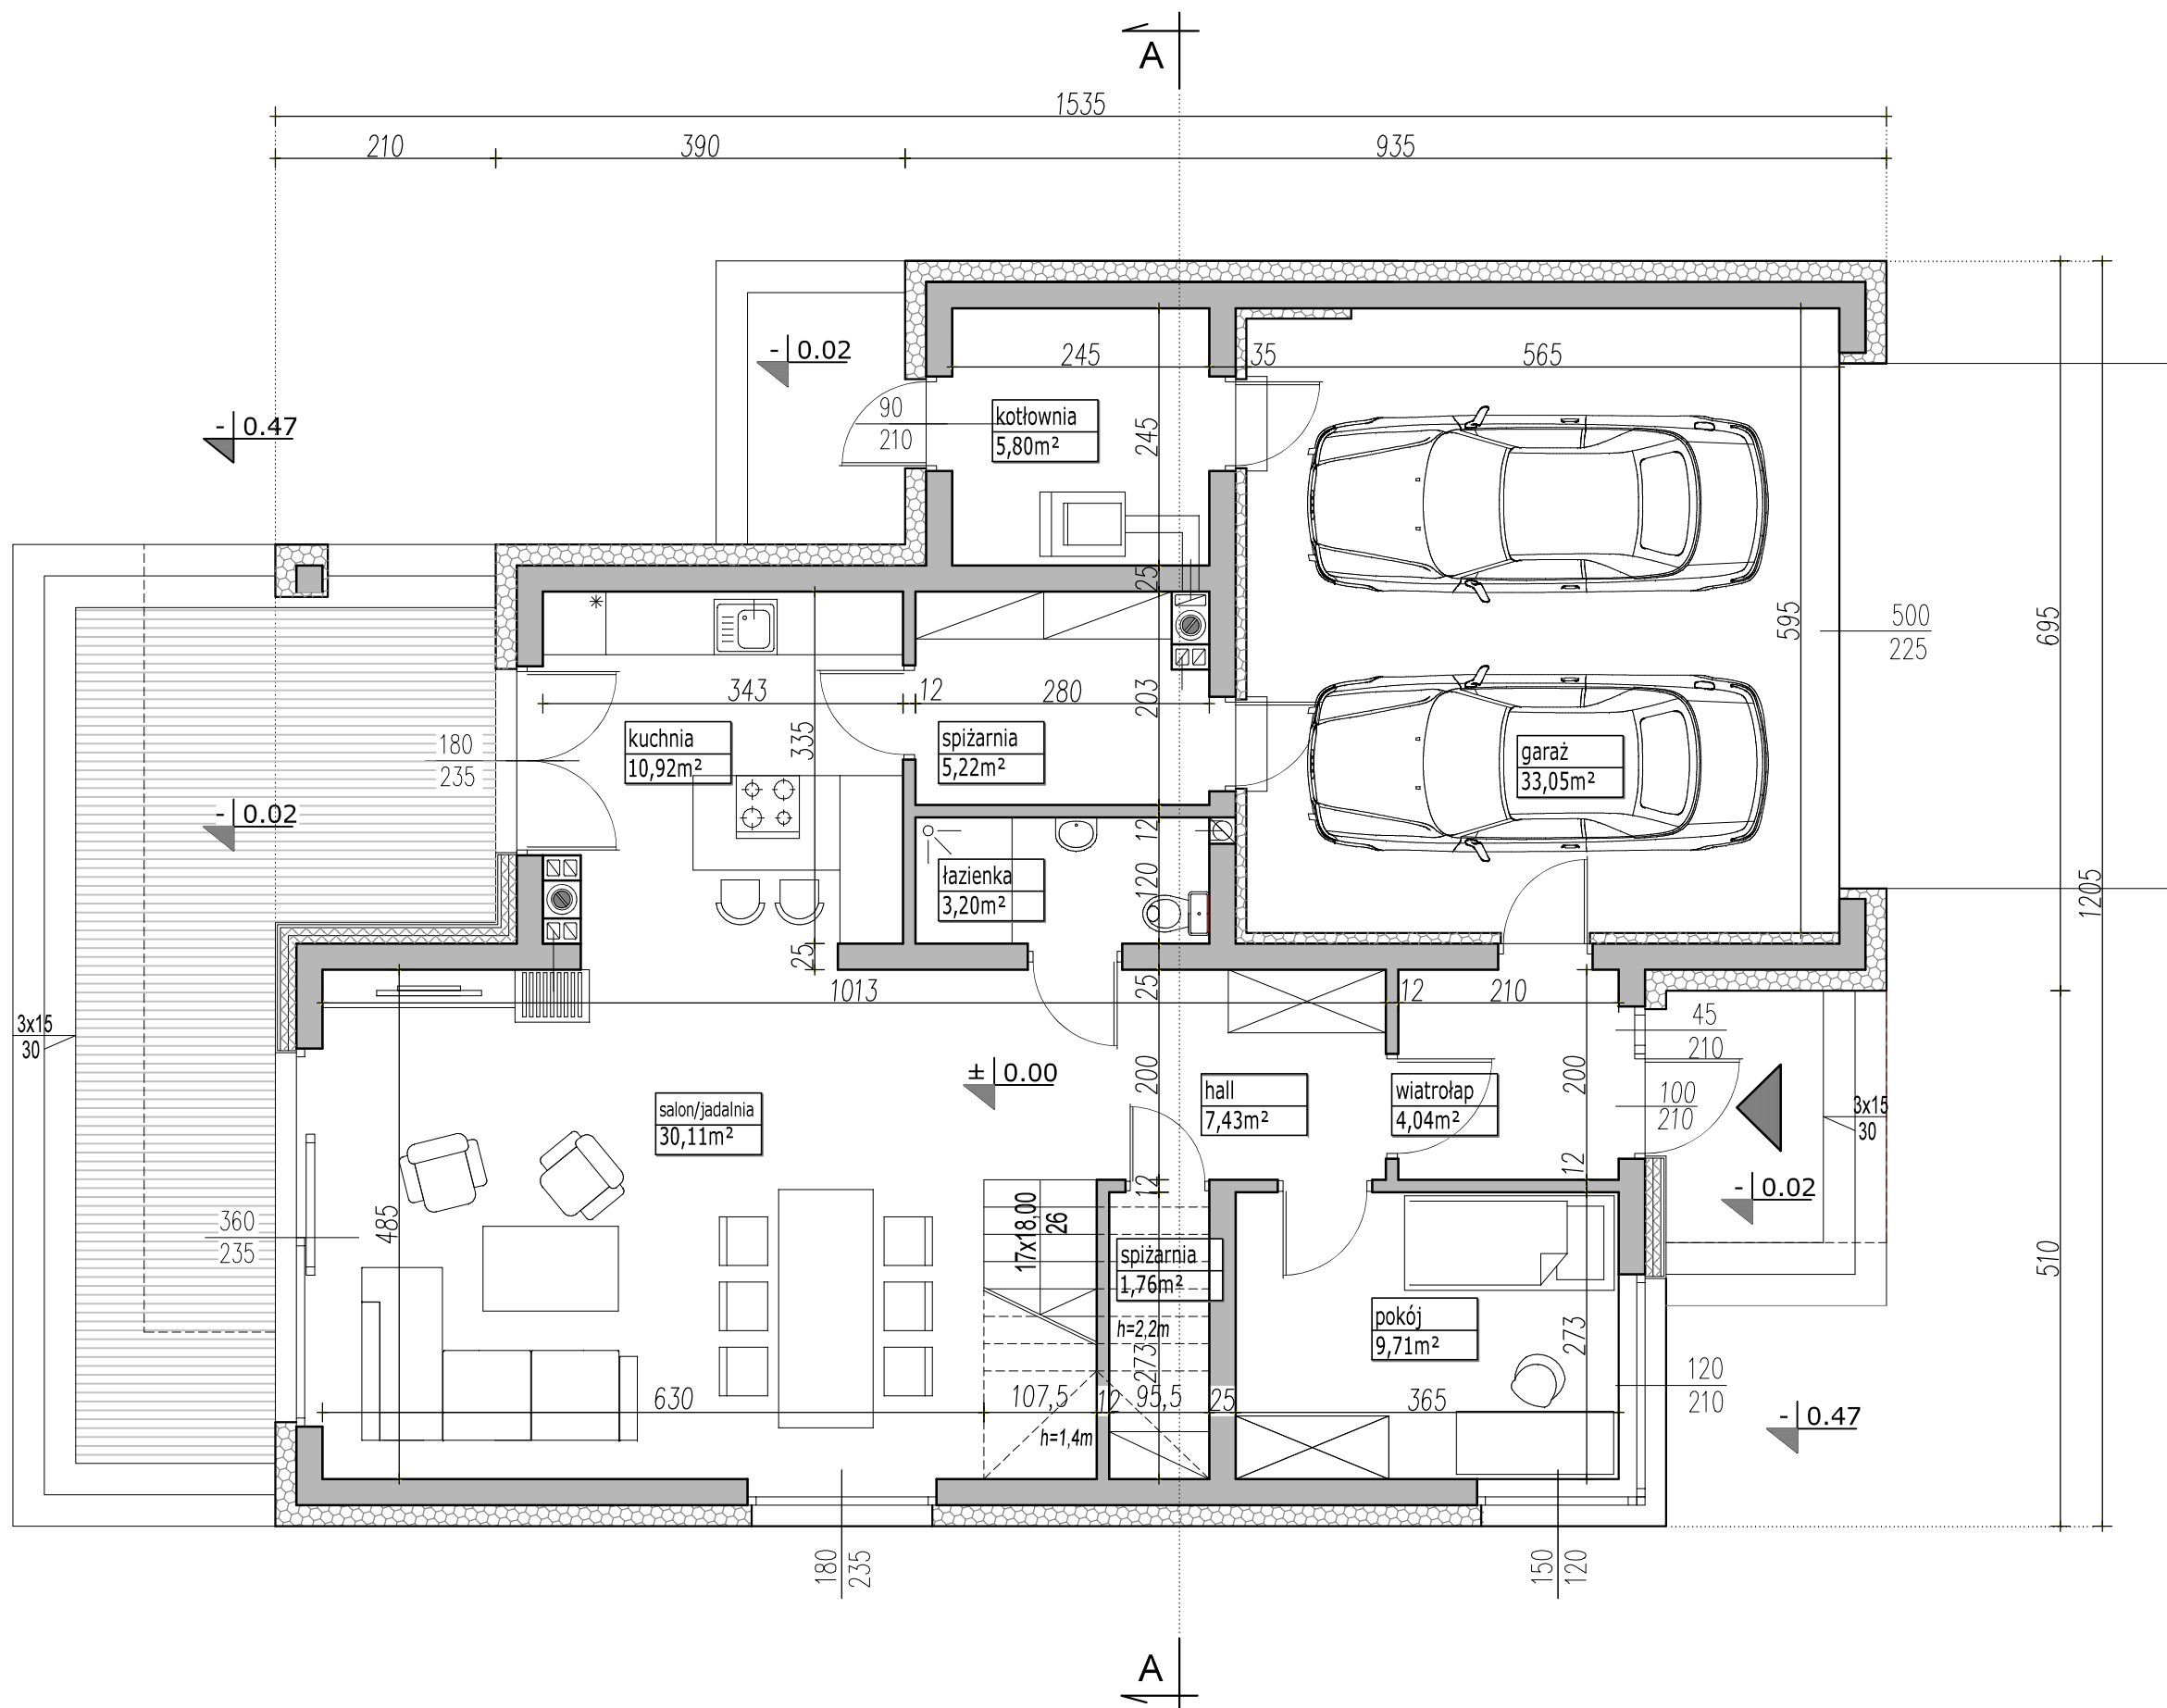 A
1535
210
390
935
- 0.02
245
35
565
- 0.47
90
210
kotłownia
5,80m²
245
25
595
500
225
695
343
12
280
203
180
235
kuchnia
10,92m²
335
spiżarnia
5,22m²
garaż
33,05m²
- 0.02
12
łazienka
3,20m²
120
1205
25
1013
25
12
210
3x15
30
45
210
± 0.00
200
hall
7,43m²
wiatrołap
4,04m²
200
100
210
3x15
30
salon/jadalnia
30,11m²
12
12
- 0.02
360
235
485
17x18,00
26
spiżarnia
1,76m²
510
h=2,2m
273
pokój
9,71m²
273
120
210
630
107,5
12
95,5
25
365
- 0.47
h=1,4m
180
235
150
120
A